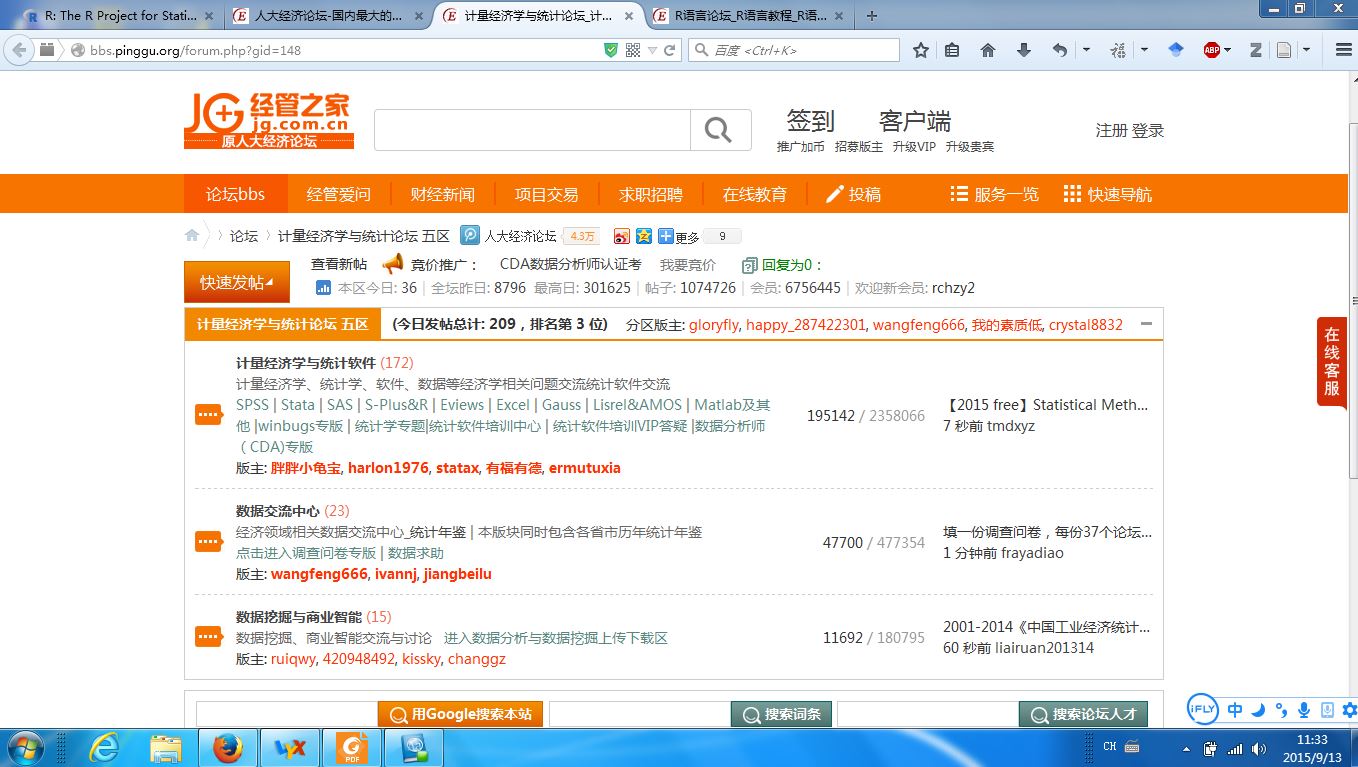 R: The R Project for Stati...
人大经济论坛-国内最大的...
计量经济学与统计论坛_计...
R语言论坛_R语言教程_R语...
bbs.pinggu.org/forum.php?gid=148
百度 <Ctrl+K>
福
ABP
Z
JG 经管之家
jg.com.cn
原人大经济论坛
签到 客户端
推广加币 招募版主 升级VIP 升级贵宾
注册 登录
论坛bbs 经管爱问 财经新闻 项目交易 求职招聘 在线教育 投稿 服务一览 快速导航
论坛 计量经济学与统计论坛 五区 人大经济论坛 4.3万 更多 9
快速发帖
查看新帖 竞价推广： CDA数据分析师认证考 我要竞价 回复为0：
本区今日: 36 | 全坛昨日: 8796 最高日: 301625 | 帖子: 1074726 | 会员: 6756445 | 欢迎新会员: rchzy2
计量经济学与统计论坛 五区 (今日发帖总计: 209，排名第 3 位) 分区版主: gloryfly, happy_287422301, wangfeng666, 我的素质低, crystal8832
计量经济学与统计软件 (172)
计量经济学、统计学、软件、数据等经济学相关问题交流统计软件交流
SPSS | Stata | SAS | S-Plus&R | Eviews | Excel | Gauss | Lisrel&AMOS | Matlab及其
他 |winbugs专版 | 统计学专题|统计软件培训中心 | 统计软件培训VIP答疑 |数据分析师
（CDA)专版
版主: 胖胖小龟宝, harlon1976, statax, 有福有德, ermutuxia
195142 / 2358066
【2015 free】Statistical Meth...
7 秒前 tmdxyz
数据交流中心 (23)
经济领域相关数据交流中心_统计年鉴 | 本版块同时包含各省市历年统计年鉴
点击进入调查问卷专版 | 数据求助
版主: wangfeng666, ivannj, jiangbeilu
47700 / 477354
填一份调查问卷，每份37个论坛...
1 分钟前 frayadiao
数据挖掘与商业智能 (15)
数据挖掘、商业智能交流与讨论 进入数据分析与数据挖掘上传下载区
版主: ruiqwy, 420948492, kissky, changgz
11692 / 180795
2001-2014《中国工业经济统计...
60 秒前 liairuan201314
用Google搜索本站 搜索词条 搜索论坛人才
在线客服
iFLY 中
PDF
CH
11:33
2015/9/13